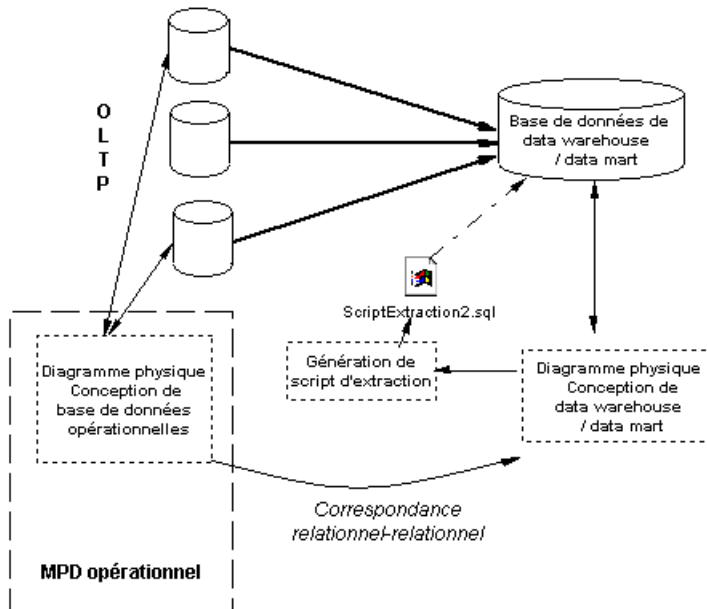 O
L
T
P
Base de données de
data warehouse
/ data mart
ScriptExtraction2.sql
Génération de
script d'extraction
Diagramme physique
Conception de
base de données
opérationnelles
Diagramme physique
Conception de
data warehouse
/ data mart
Correspondance
relationnel-relationnel
MPD opérationnel